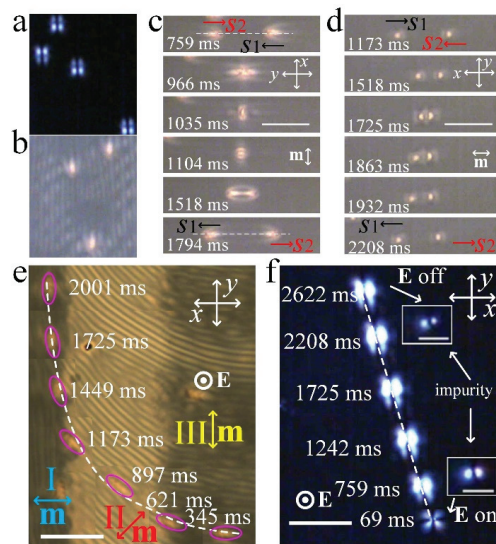 a
b
c
S2
S1
759 ms
966 ms
y x
1035 ms
1104 ms
m
1518 ms
1794 ms
S1
S2
d
1173 ms
S1
S2
1518 ms
x y
1725 ms
1863 ms
m
1932 ms
2208 ms
S1
S2
e
2001 ms
1725 ms
1449 ms
1173 ms
897 ms
621 ms
345 ms
x y
E
III m
I
m
II m
f
2622 ms
E off
x y
2208 ms
1725 ms
impurity
1242 ms
759 ms
69 ms
E
E on